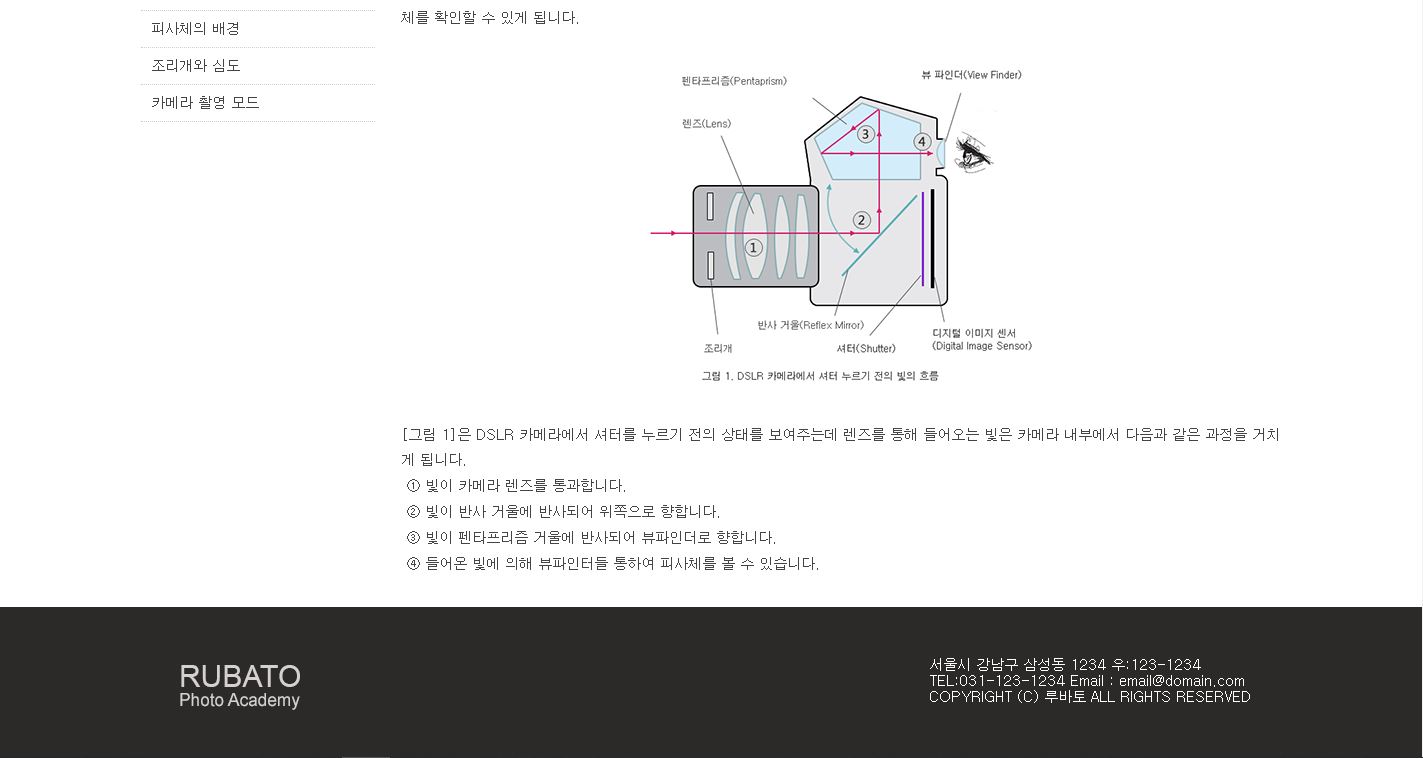 피사체의 배경
조리개와 심도
카메라 촬영 모드
체를 확인할 수 있게 됩니다.
펜타프리즘(Pentaprism)
뷰 파인더(View Finder)
렌즈(Lens)
③
④
②
①
반사 거울(Reflex Mirror)
조리개
셔터(Shutter)
디지털 이미지 센서
(Digital Image Sensor)
그림 1. DSLR 카메라에서 셔터 누르기 전의 빛의 흐름
[그림 1]은 DSLR 카메라에서 셔터를 누르기 전의 상태를 보여주는데 렌즈를 통해 들어오는 빛은 카메라 내부에서 다음과 같은 과정을 거치
게 됩니다.
① 빛이 카메라 렌즈를 통과합니다.
② 빛이 반사 거울에 반사되어 위쪽으로 향합니다.
③ 빛이 펜타프리즘 거울에 반사되어 뷰파인더로 향합니다.
④ 들어온 빛에 의해 뷰파인터를 통하여 피사체를 볼 수 있습니다.
RUBATO
Photo Academy
서울시 강남구 삼성동 1234 우:123-1234
TEL:031-123-1234 Email : email@domain.com
COPYRIGHT (C) 루바토 ALL RIGHTS RESERVED